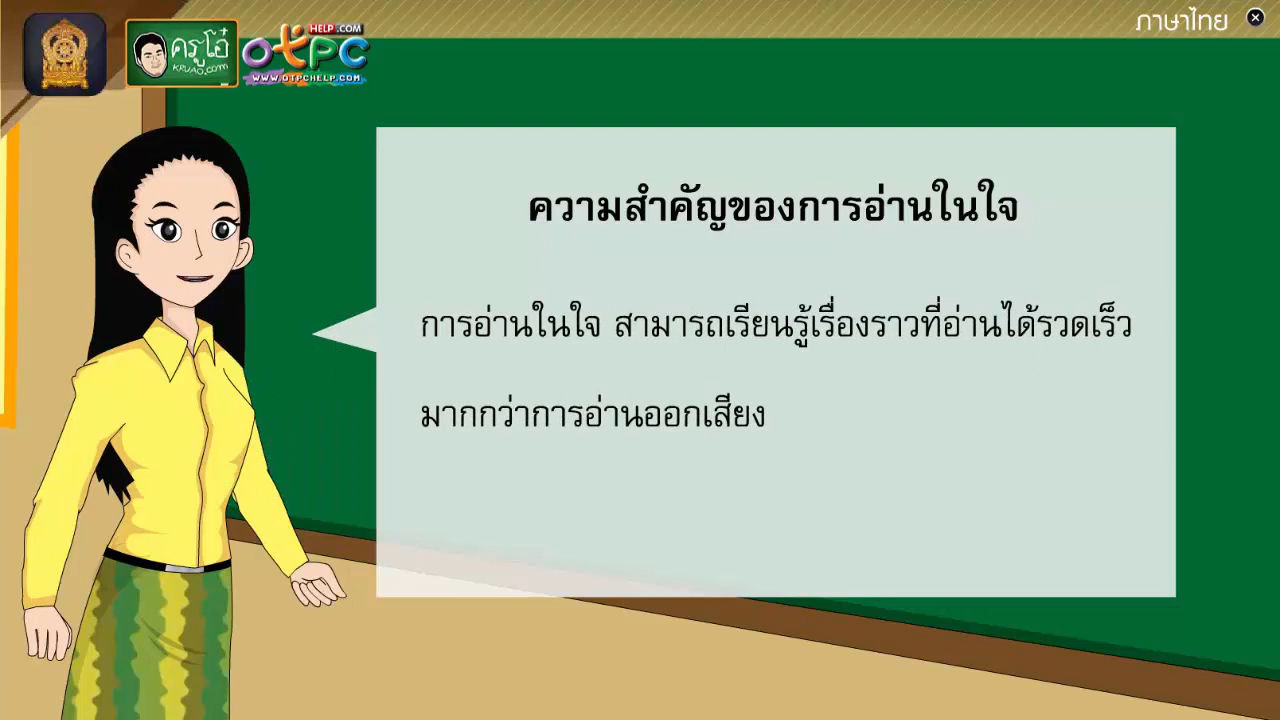 ภาษาไทย
ครูโอ๋
KRUAO.com
HELP.COM
OTPC
WWW.OTPCHELP.COM
ความสำคัญของการอ่านในใจ
การอ่านในใจ สามารถเรียนรู้เรื่องราวที่อ่านได้รวดเร็ว
มากกว่าการอ่านออกเสียง